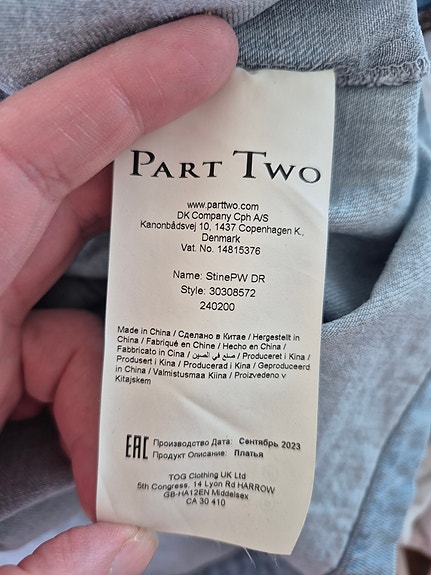 PART TWO
www.parttwo.com
DK Company Cph A/S
Kanonbådsvej 10, 1437 Copenhagen K.,
Denmark
Vat. No. 14815376
Name: StinePW DR
Style: 30308572
240200
Made in China / Сделано в Китае / Hergestellt in
China / Fabriqué en Chine / Hecho en China /
Fabbricato in Cina / صنع في الصين / Produceret i Kina /
Produsert i Kina / Producerad i Kina / Geproduceerd
in China / Valmistusmaa Kiina / Proizvedeno v
Kitajskem
EAC Производство Дата: Сентябрь 2023
Продукт Описание: Платья
TOG Clothing UK Ltd
5th Congress, 14 Lyon Rd HARROW
GB-HA12EN Middelsex
CA 30 410